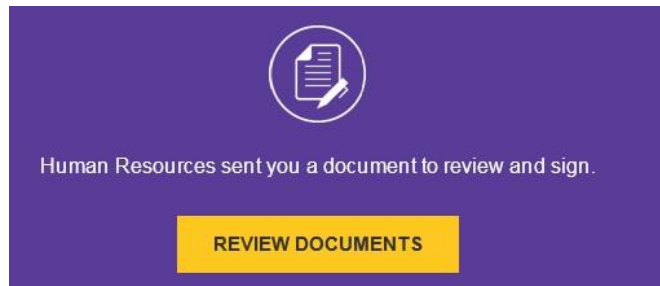 Human Resources sent you a document to review and sign.
REVIEW DOCUMENTS